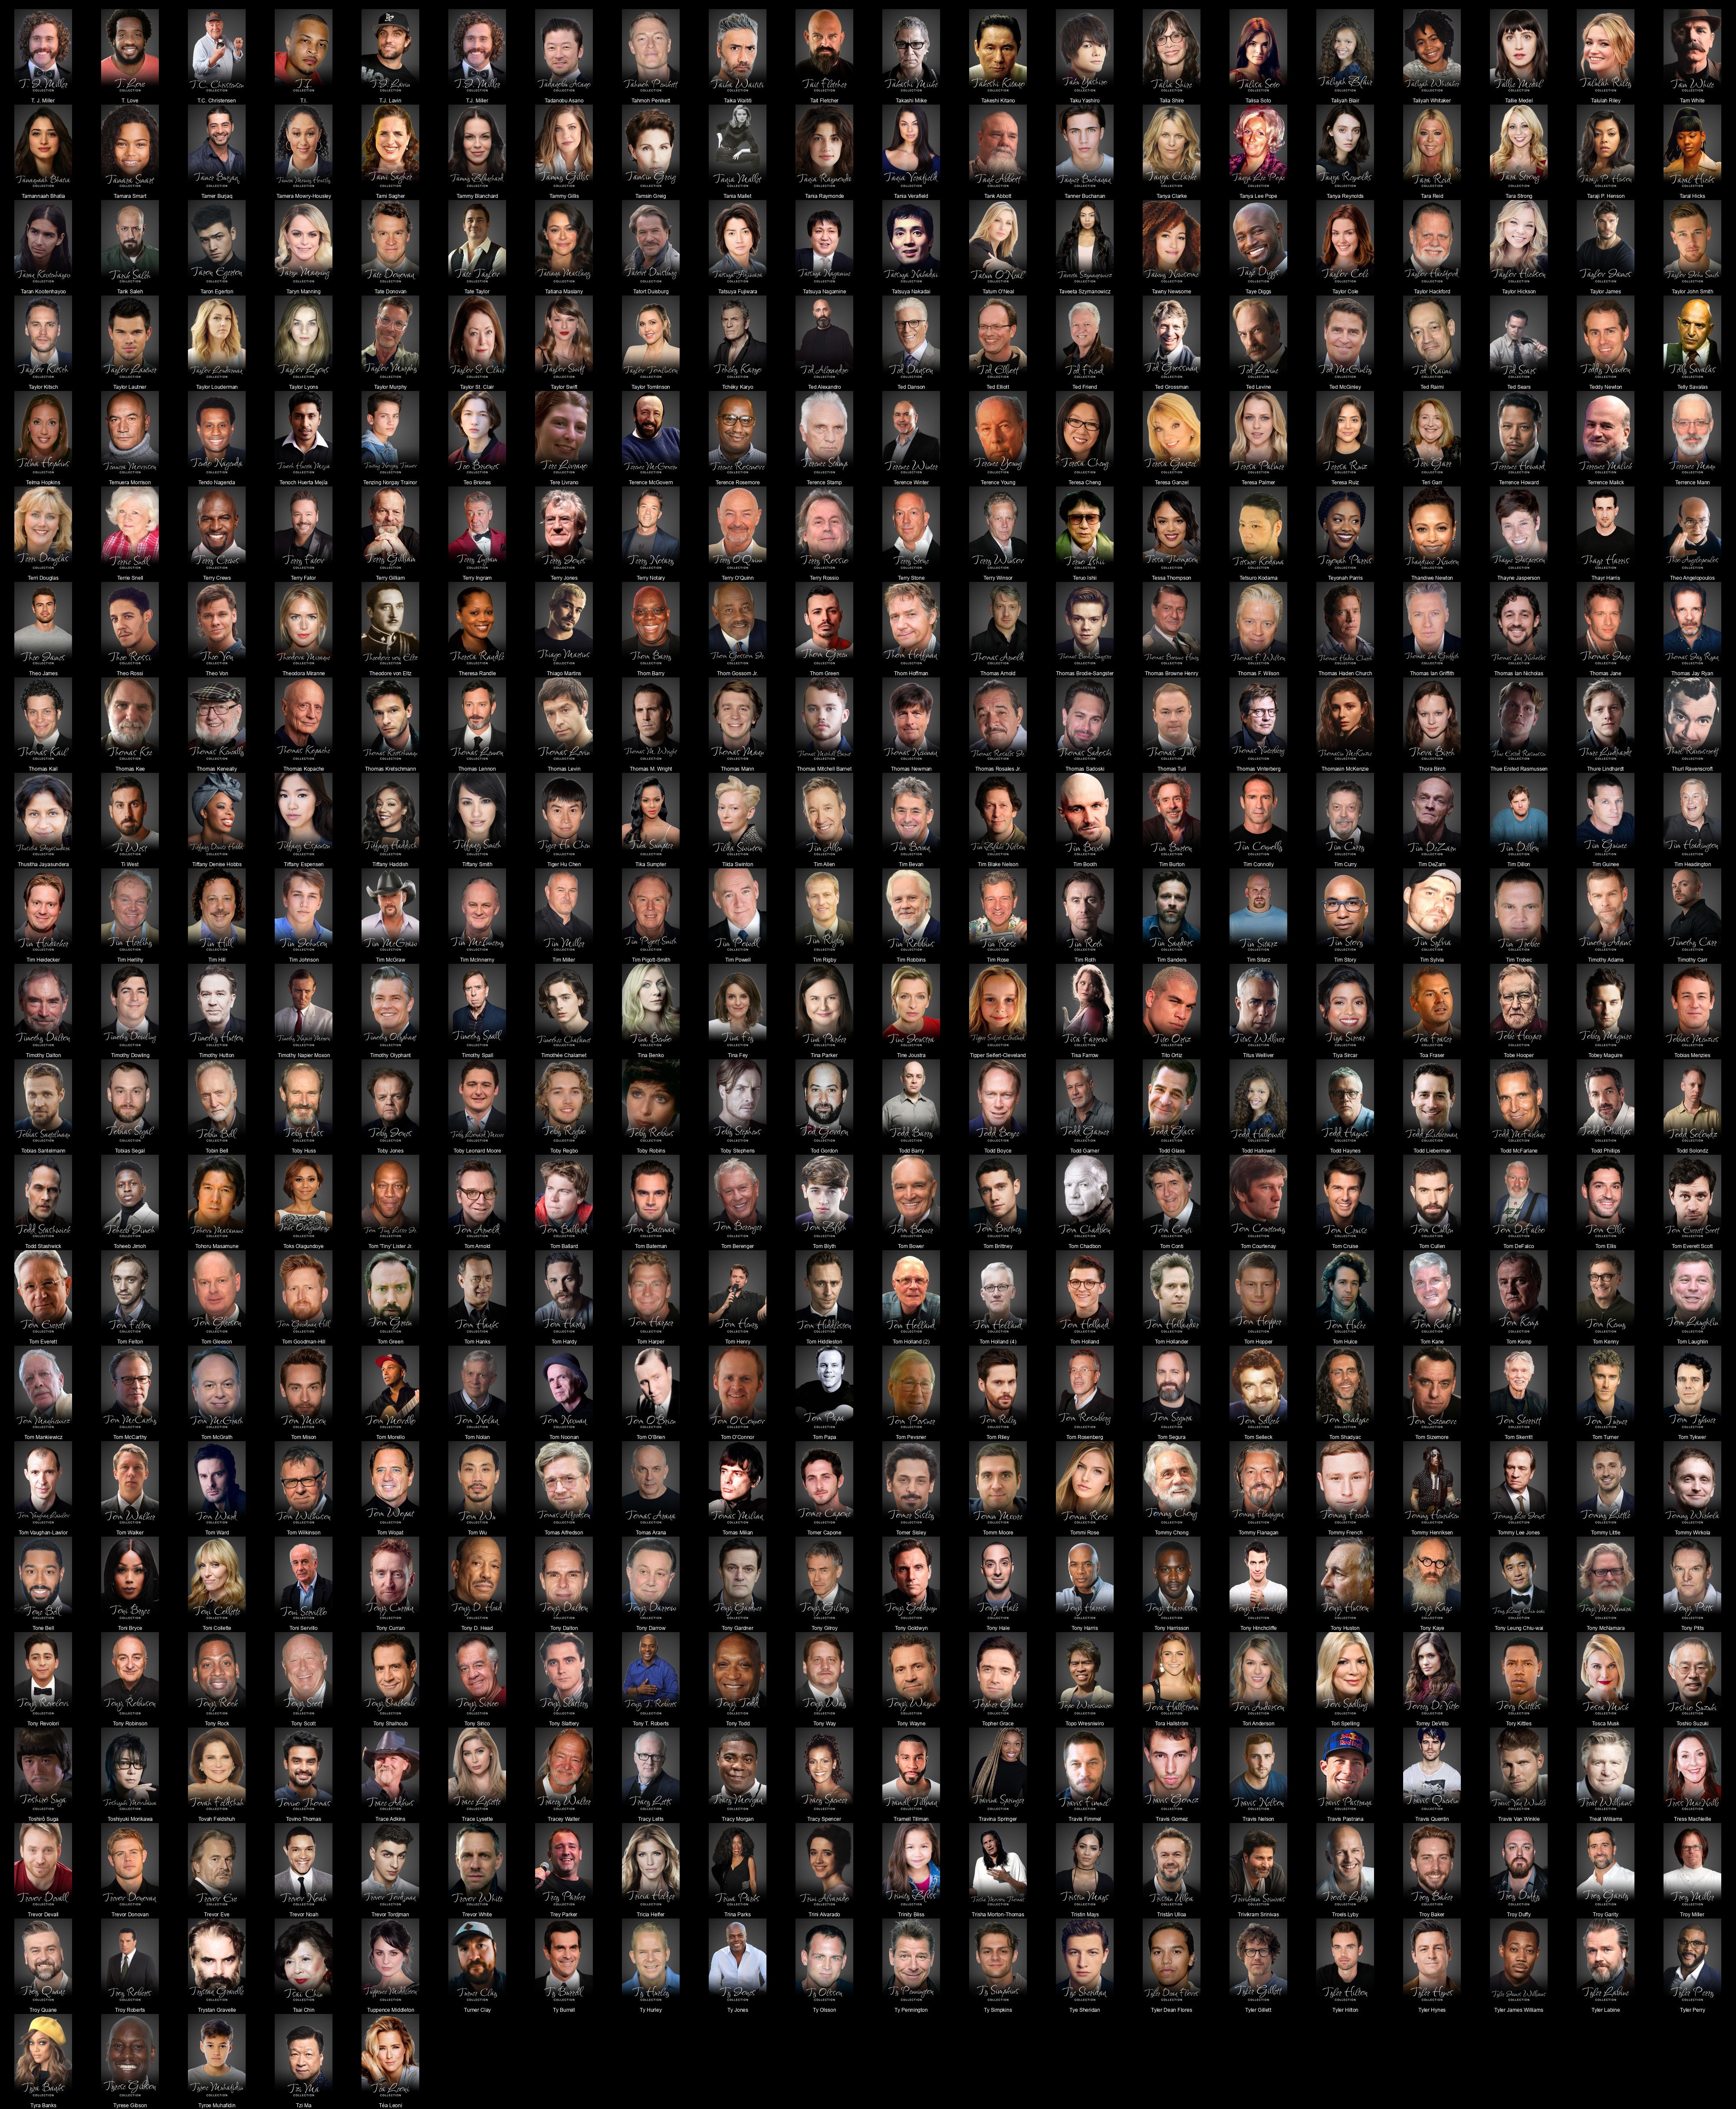 T. J. Miller T. Love T.C. Christensen T.I. T.J. Lavin T.J. Miller Tadanobu Asano Tahmoh Penikett Taika Waititi Tait Fletcher Takashi Miike Takeshi Kitano Taku Yashiro Talia Shire Talisa Soto Taliyah Blair Taliyah Whitaker Tallie Medel Talulah Riley Tam White
Tamannaah Bhatia Tamara Smart Tamer Burjaq Tamera Mowry-Housley Tami Sagher Tammy Blanchard Tammy Gillis Tamsin Greig Tania Mallet Tania Raymonde Tania Verafield Tank Abbott Tanner Buchanan Tanya Clarke Tanya Lee Pope Tanya Reynolds Tara Reid Tara Strong Taraji P. Henson Taral Hicks
Taran Kootenhayoo Tarik Saleh Taron Egerton Taryn Manning Tate Donovan Tate Taylor Tatiana Maslany Tatort Duisburg Tatsuya Fujiwara Tatsuya Nagamine Tatsuya Nakadai Tatum O'Neal Taveeta Szymanowicz Tawny Newsome Taye Diggs Taylor Cole Taylor Hackford Taylor Hickson Taylor James Taylor John Smith
Taylor Kitsch Taylor Lautner Taylor Louderman Taylor Lyons Taylor Murphy Taylor St. Clair Taylor Swift Taylor Tomlinson Tchéky Karyo Ted Alexandro Ted Danson Ted Elliott Ted Friend Ted Grossman Ted Levine Ted McGinley Ted Raimi Ted Sears Teddy Newton Telly Savalas
Telma Hopkins Temuera Morrison Tendo Nagenda Tenoch Huerta Mejía Tenzing Norgay Trainor Teo Briones Tere Livrano Terence McGovern Terence Rosemore Terence Stamp Terence Winter Terence Young Teresa Cheng Teresa Ganzel Teresa Palmer Teresa Ruiz Teri Garr Terrence Howard Terrence Malick Terrence Mann
Terri Douglas Terrie Snell Terry Crews Terry Fator Terry Gilliam Terry Ingram Terry Jones Terry Notary Terry O'Quinn Terry Rossio Terry Stone Terry Winsor Teruo Ishii Tessa Thompson Tetsuro Kodama Teyonah Parris Thandiwe Newton Thayne Jasperson Thayr Harris Theo Angelopoulos
Theo James Theo Rossi Theo Von Theodora Miranne Theodore von Eltz Theresa Randle Thiago Martins Thom Barry Thom Gossom Jr. Thom Green Thom Hoffman Thomas Arnold Thomas Brodie-Sangster Thomas Browne Henry Thomas F. Wilson Thomas Haden Church Thomas Ian Griffith Thomas Ian Nicholas Thomas Jane Thomas Jay Ryan
Thomas Kail Thomas Kee Thomas Keneally Thomas Kopache Thomas Kretschmann Thomas Lennon Thomas Levin Thomas M. Wright Thomas Mann Thomas Mitchell Barnet Thomas Newman Thomas Rosales Jr. Thomas Sadoski Thomas Tull Thomas Vinterberg Thomasin McKenzie Thora Birch Thue Ersted Rasmussen Thure Lindhardt Thurl Ravenscroft
Thusitha Jayasundera Ti West Tiffany Denise Hobbs Tiffany Espensen Tiffany Haddish Tiffany Smith Tiger Hu Chen Tika Sumpter Tilda Swinton Tim Allen Tim Bevan Tim Blake Nelson Tim Booth Tim Burton Tim Connolly Tim Curry Tim DeZarn Tim Dillon Tim Guinee Tim Headington
Tim Heidecker Tim Herlihy Tim Hill Tim Johnson Tim McGraw Tim McInnerny Tim Miller Tim Pigott-Smith Tim Powell Tim Rigby Tim Robbins Tim Rose Tim Roth Tim Sanders Tim Sitarz Tim Story Tim Sylvia Tim Trobec Timothy Adams Timothy Carr
Timothy Dalton Timothy Dowling Timothy Hutton Timothy Napier Moxon Timothy Olyphant Timothy Spall Timothée Chalamet Tina Benko Tina Fey Tina Parker Tine Joustra Tipper Seifert-Cleveland Tisa Farrow Tito Ortiz Titus Welliver Tiya Sircar Toa Fraser Tobe Hooper Tobey Maguire Tobias Menzies
Tobias Santelmann Tobias Segal Tobin Bell Toby Huss Toby Jones Toby Leonard Moore Toby Regbo Toby Robins Toby Stephens Tod Gordon Todd Barry Todd Boyce Todd Garner Todd Glass Todd Hallowell Todd Haynes Todd Lieberman Todd McFarlane Todd Phillips Todd Solondz
Todd Stashwick Toheeb Jimoh Tohoru Masamune Toks Olagundoye Tom 'Tiny' Lister Jr. Tom Arnold Tom Ballard Tom Bateman Tom Berenger Tom Blyth Tom Bower Tom Brittney Tom Chadbon Tom Conti Tom Courtenay Tom Cruise Tom Cullen Tom DeFalco Tom Ellis Tom Everett Scott
Tom Everett Tom Felton Tom Gleeson Tom Goodman-Hill Tom Green Tom Hanks Tom Hardy Tom Harper Tom Henry Tom Hiddleston Tom Holland (2) Tom Holland (4) Tom Holland Tom Hollander Tom Hopper Tom Hulce Tom Kane Tom Kemp Tom Kenny Tom Laughlin
Tom Mankiewicz Tom McCarthy Tom McGrath Tom Mison Tom Morello Tom Nolan Tom Noonan Tom O'Brien Tom O'Connor Tom Papa Tom Pevsner Tom Riley Tom Rosenberg Tom Segura Tom Selleck Tom Shadyac Tom Sizemore Tom Skerritt Tom Turner Tom Tykwer
Tom Vaughan-Lawlor Tom Walker Tom Ward Tom Wilkinson Tom Wopat Tom Wu Tomas Alfredson Tomas Arana Tomas Milian Tomer Capone Tomer Sisley Tomm Moore Tommi Rose Tommy Chong Tommy Flanagan Tommy French Tommy Henriksen Tommy Lee Jones Tommy Little Tommy Wirkola
Tone Bell Toni Bryce Toni Collette Toni Servillo Tony Curran Tony D. Head Tony Dalton Tony Darrow Tony Gardner Tony Gilroy Tony Goldwyn Tony Hale Tony Harris Tony Harrisson Tony Hinchcliffe Tony Huston Tony Kaye Tony Leung Chiu-wai Tony McNamara Tony Pitts
Tony Revolori Tony Robinson Tony Rock Tony Scott Tony Shalhoub Tony Sirico Tony Slattery Tony T. Roberts Tony Todd Tony Way Tony Wayne Topher Grace Topo Wresniwiro Tora Hallström Tori Anderson Tori Spelling Torrey DeVitto Tory Kittles Tosca Musk Toshio Suzuki
Toshirō Suga Toshiyuki Morikawa Tovah Feldshuh Tovino Thomas Trace Adkins Trace Lysette Tracey Walter Tracy Letts Tracy Morgan Tracy Spencer Tramell Tillman Travina Springer Travis Fimmel Travis Gomez Travis Nelson Travis Pastrana Travis Quentin Travis Van Winkle Treat Williams Tress MacNeille
Trevor Devall Trevor Donovan Trevor Eve Trevor Noah Trevor Tordjman Trevor White Trey Parker Tricia Helfer Trina Parks Trini Alvarado Trinity Bliss Trisha Morton-Thomas Tristin Mays Tristán Ulloa Trivikram Srinivas Troels Lyby Troy Baker Troy Duffy Troy Garity Troy Miller
Troy Quane Troy Roberts Trystan Gravelle Tsai Chin Tuppence Middleton Turner Clay Ty Burrell Ty Hurley Ty Jones Ty Olsson Ty Pennington Ty Simpkins Tye Sheridan Tyler Dean Flores Tyler Gillett Tyler Hilton Tyler Hynes Tyler James Williams Tyler Labine Tyler Perry
Tyra Banks Tyrese Gibson Tyroe Muhafidin Tzi Ma Téa Leoni